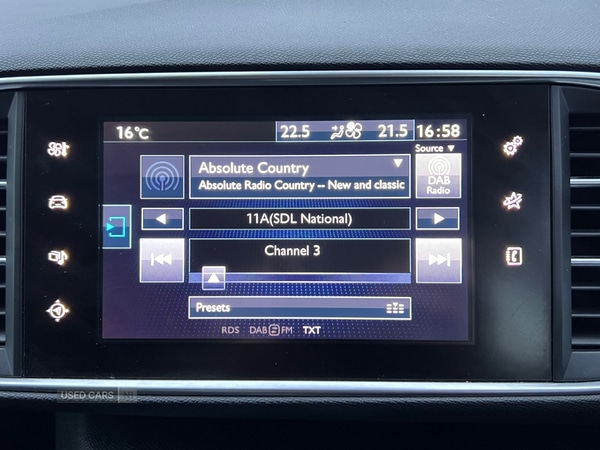 16°C 22.5 21.5 16:58
Source ▼
Absolute Country ▼
Absolute Radio Country -- New and classic
DAB
Radio
11A(SDL National)
Channel 3
Presets
RDS DAB FM TXT
USED CARS NI